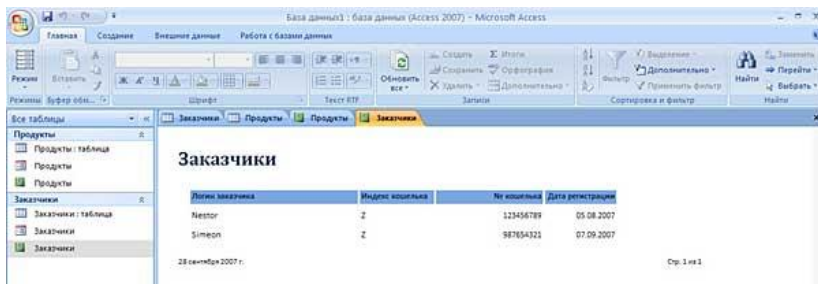 База данных1 : база данных (Access 2007) - Microsoft Access
Главная Создание Внешние данные Работа с базами данных
Режим
Вставить
Ж К Ч
Обновить все
Создать
Сохранить
Удалить
Итоги
Орфография
Дополнительно
Фильтр
Выделение
Дополнительно
Применить фильтр
Найти
Заменить
Перейти
Выбрать
Режимы Буфер обм... Шрифт Текст RTF Записи Сортировка и фильтр Найти
Все таблицы
Заказчики Продукты Продукты Заказчики
Продукты
Продукты : таблица
Продукты
Продукты
Заказчики
Заказчики : таблица
Заказчики
Заказчики
Заказчики
Логин заказчика Индекс кошелька № кошелька Дата регистрации
Nestor Z 123456789 05.08.2007
Simeon Z 987654321 07.09.2007
28 сентября 2007 г. Стр. 1 из 1